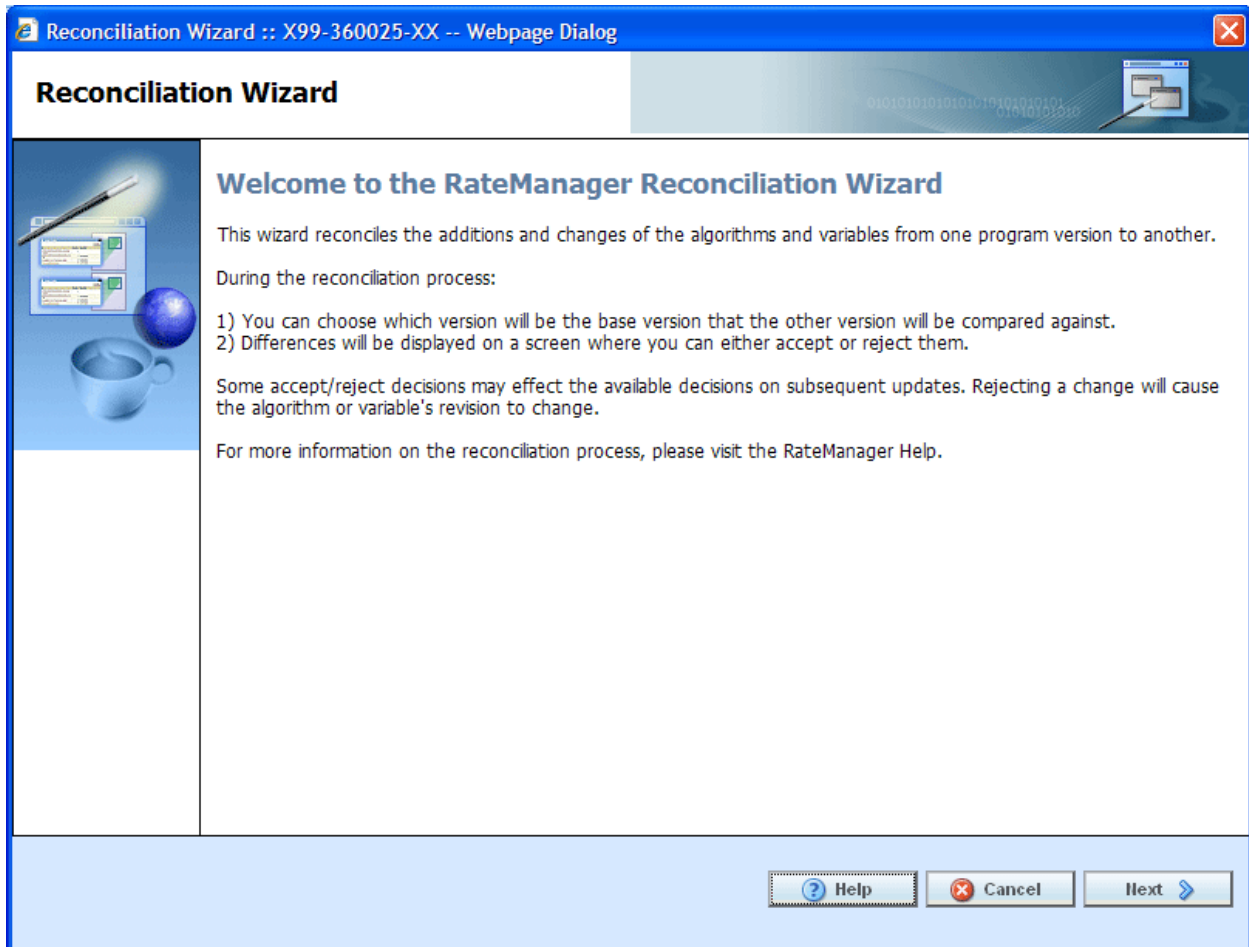 Reconciliation Wizard :: X99-360025-XX -- Webpage Dialog
Reconciliation Wizard
Welcome to the RateManager Reconciliation Wizard
This wizard reconciles the additions and changes of the algorithms and variables from one program version to another.
During the reconciliation process:
1) You can choose which version will be the base version that the other version will be compared against.
2) Differences will be displayed on a screen where you can either accept or reject them.
Some accept/reject decisions may effect the available decisions on subsequent updates. Rejecting a change will cause
the algorithm or variable's revision to change.
For more information on the reconciliation process, please visit the RateManager Help.
Help
Cancel
Next